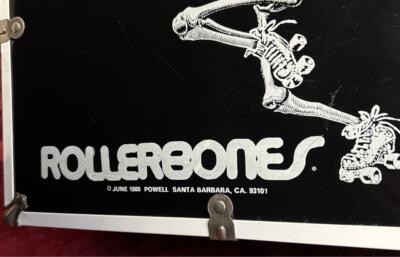 ROLLERBONES®
© JUNE 1980 POWELL SANTA BARBARA, CA. 93101